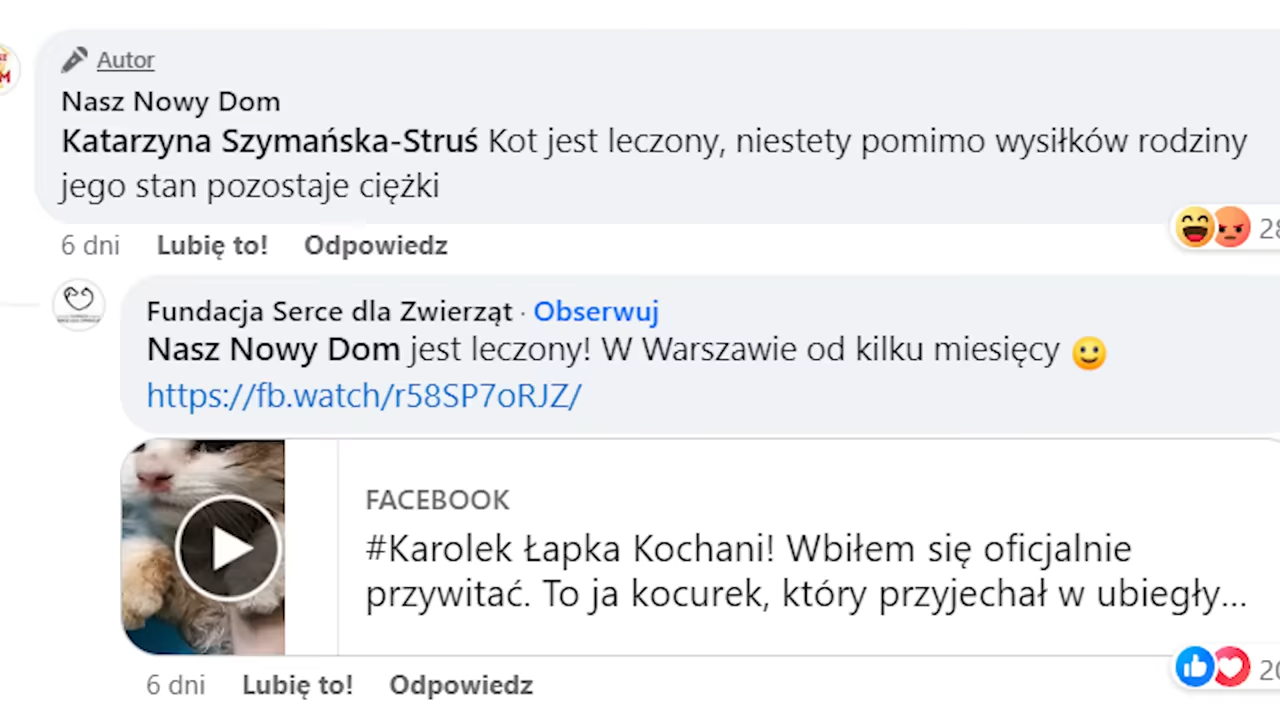 Autor
Nasz Nowy Dom
Katarzyna Szymańska-Struś Kot jest leczony, niestety pomimo wysiłków rodziny
jego stan pozostaje ciężki
6 dni Lubię to! Odpowiedz
Fundacja Serce dla Zwierząt · Obserwuj
Nasz Nowy Dom jest leczony! W Warszawie od kilku miesięcy 🙂
https://fb.watch/r58SP7oRJZ/
FACEBOOK
#Karolek Łapka Kochani! Wbiłem się oficjalnie
przywitać. To ja kocurek, który przyjechał w ubiegły...
6 dni Lubię to! Odpowiedz